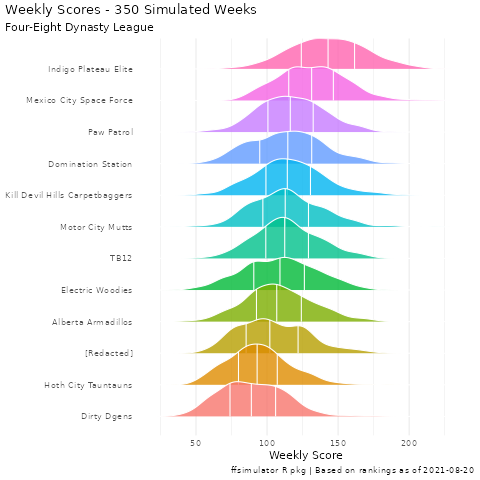 Weekly Scores - 350 Simulated Weeks
Four-Eight Dynasty League
Indigo Plateau Elite
Mexico City Space Force
Paw Patrol
Domination Station
Kill Devil Hills Carpetbaggers
Motor City Mutts
TB12
Electric Woodies
Alberta Armadillos
[Redacted]
Hoth City Tauntauns
Dirty Dgens
50 100 150 200
Weekly Score
ffsimulator R pkg | Based on rankings as of 2021-08-20